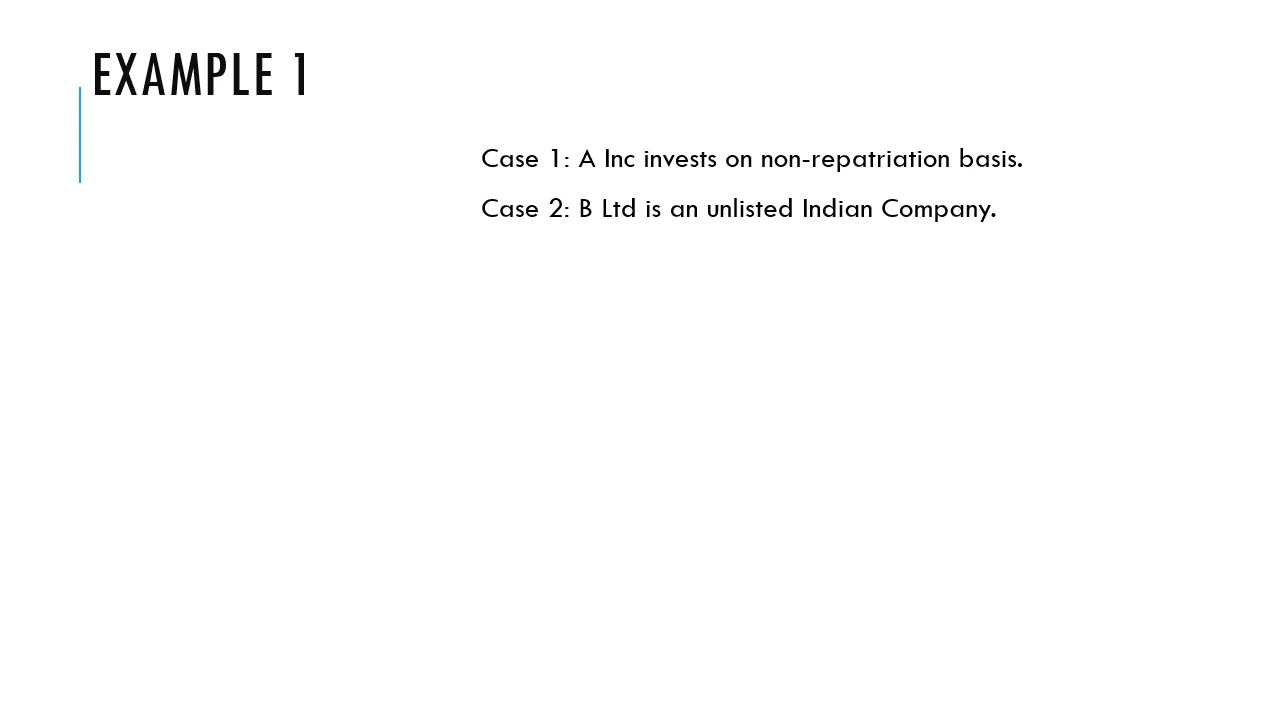 EXAMPLE 1
Case 1: A Inc invests on non-repatriation basis.
Case 2: B Ltd is an unlisted Indian Company.